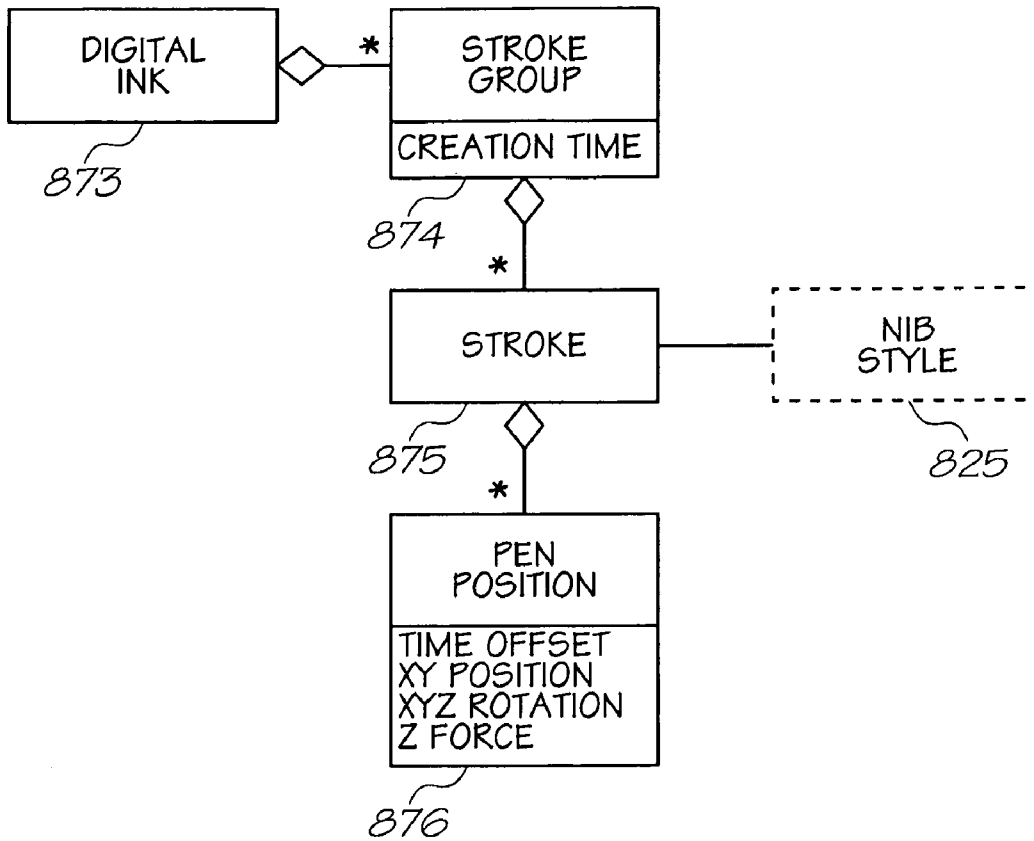 DIGITAL
INK
*
STROKE
GROUP
CREATION TIME
873
874
*
STROKE
NIB
STYLE
875
825
*
PEN
POSITION
TIME OFFSET
XY POSITION
XYZ ROTATION
Z FORCE
876